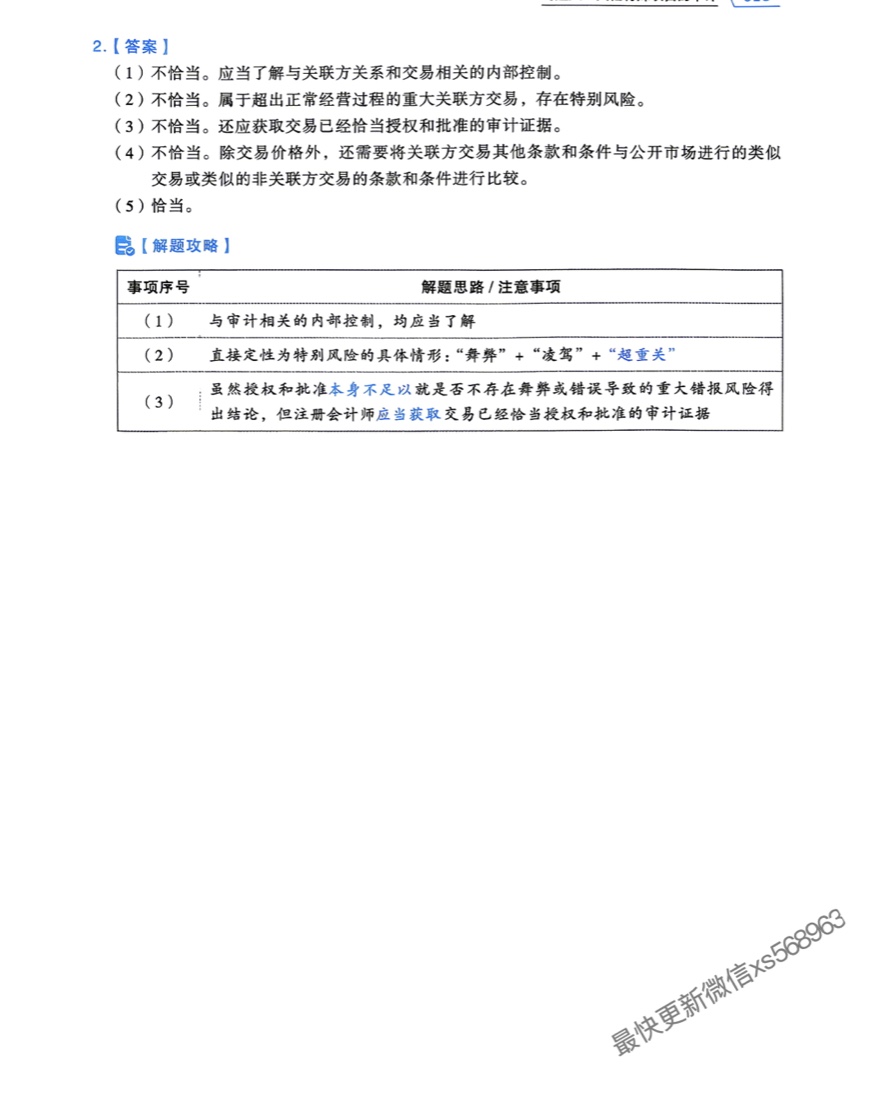 2.【答案】
（1）不恰当。应当了解与关联方关系和交易相关的内部控制。
（2）不恰当。属于超出正常经营过程的重大关联方交易，存在特别风险。
（3）不恰当。还应获取交易已经恰当授权和批准的审计证据。
（4）不恰当。除交易价格外，还需要将关联方交易其他条款和条件与公开市场进行的类似
交易或类似的非关联方交易的条款和条件进行比较。
（5）恰当。
【解题攻略】
事项序号 解题思路/注意事项
（1） 与审计相关的内部控制，均应当了解
（2） 直接定性为特别风险的具体情形：“舞弊”+“凌驾”+“超重关”
（3） 虽然授权和批准本身不足以就是否不存在舞弊或错误导致的重大错报风险得
出结论，但注册会计师应当获取交易已经恰当授权和批准的审计证据
最快更新微信xs568963